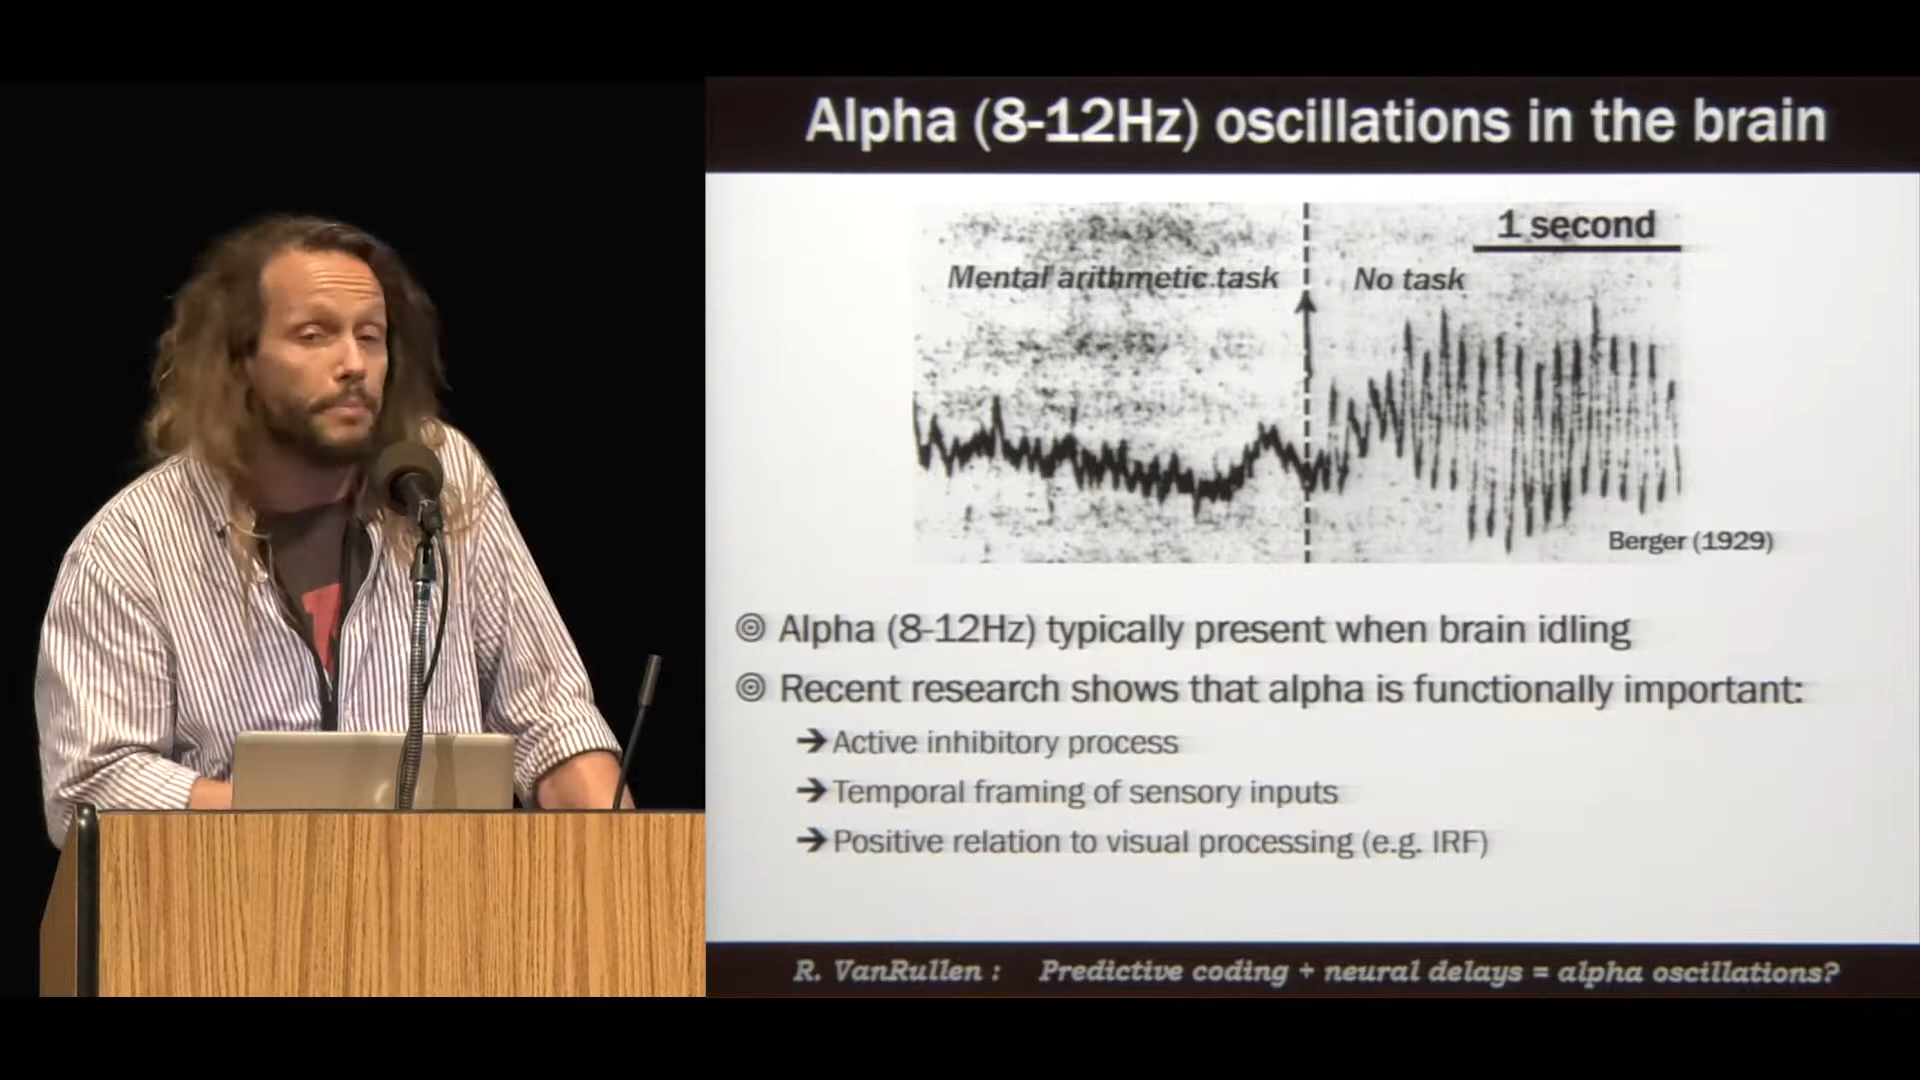 Alpha (8-12Hz) oscillations in the brain
1 second
Mental arithmetic task
No task
Berger (1929)
Alpha (8-12Hz) typically present when brain idling
Recent research shows that alpha is functionally important:
Active inhibitory process
Temporal framing of sensory inputs
Positive relation to visual processing (e.g. IRF)
R. VanRullen : Predictive coding + neural delays = alpha oscillations?